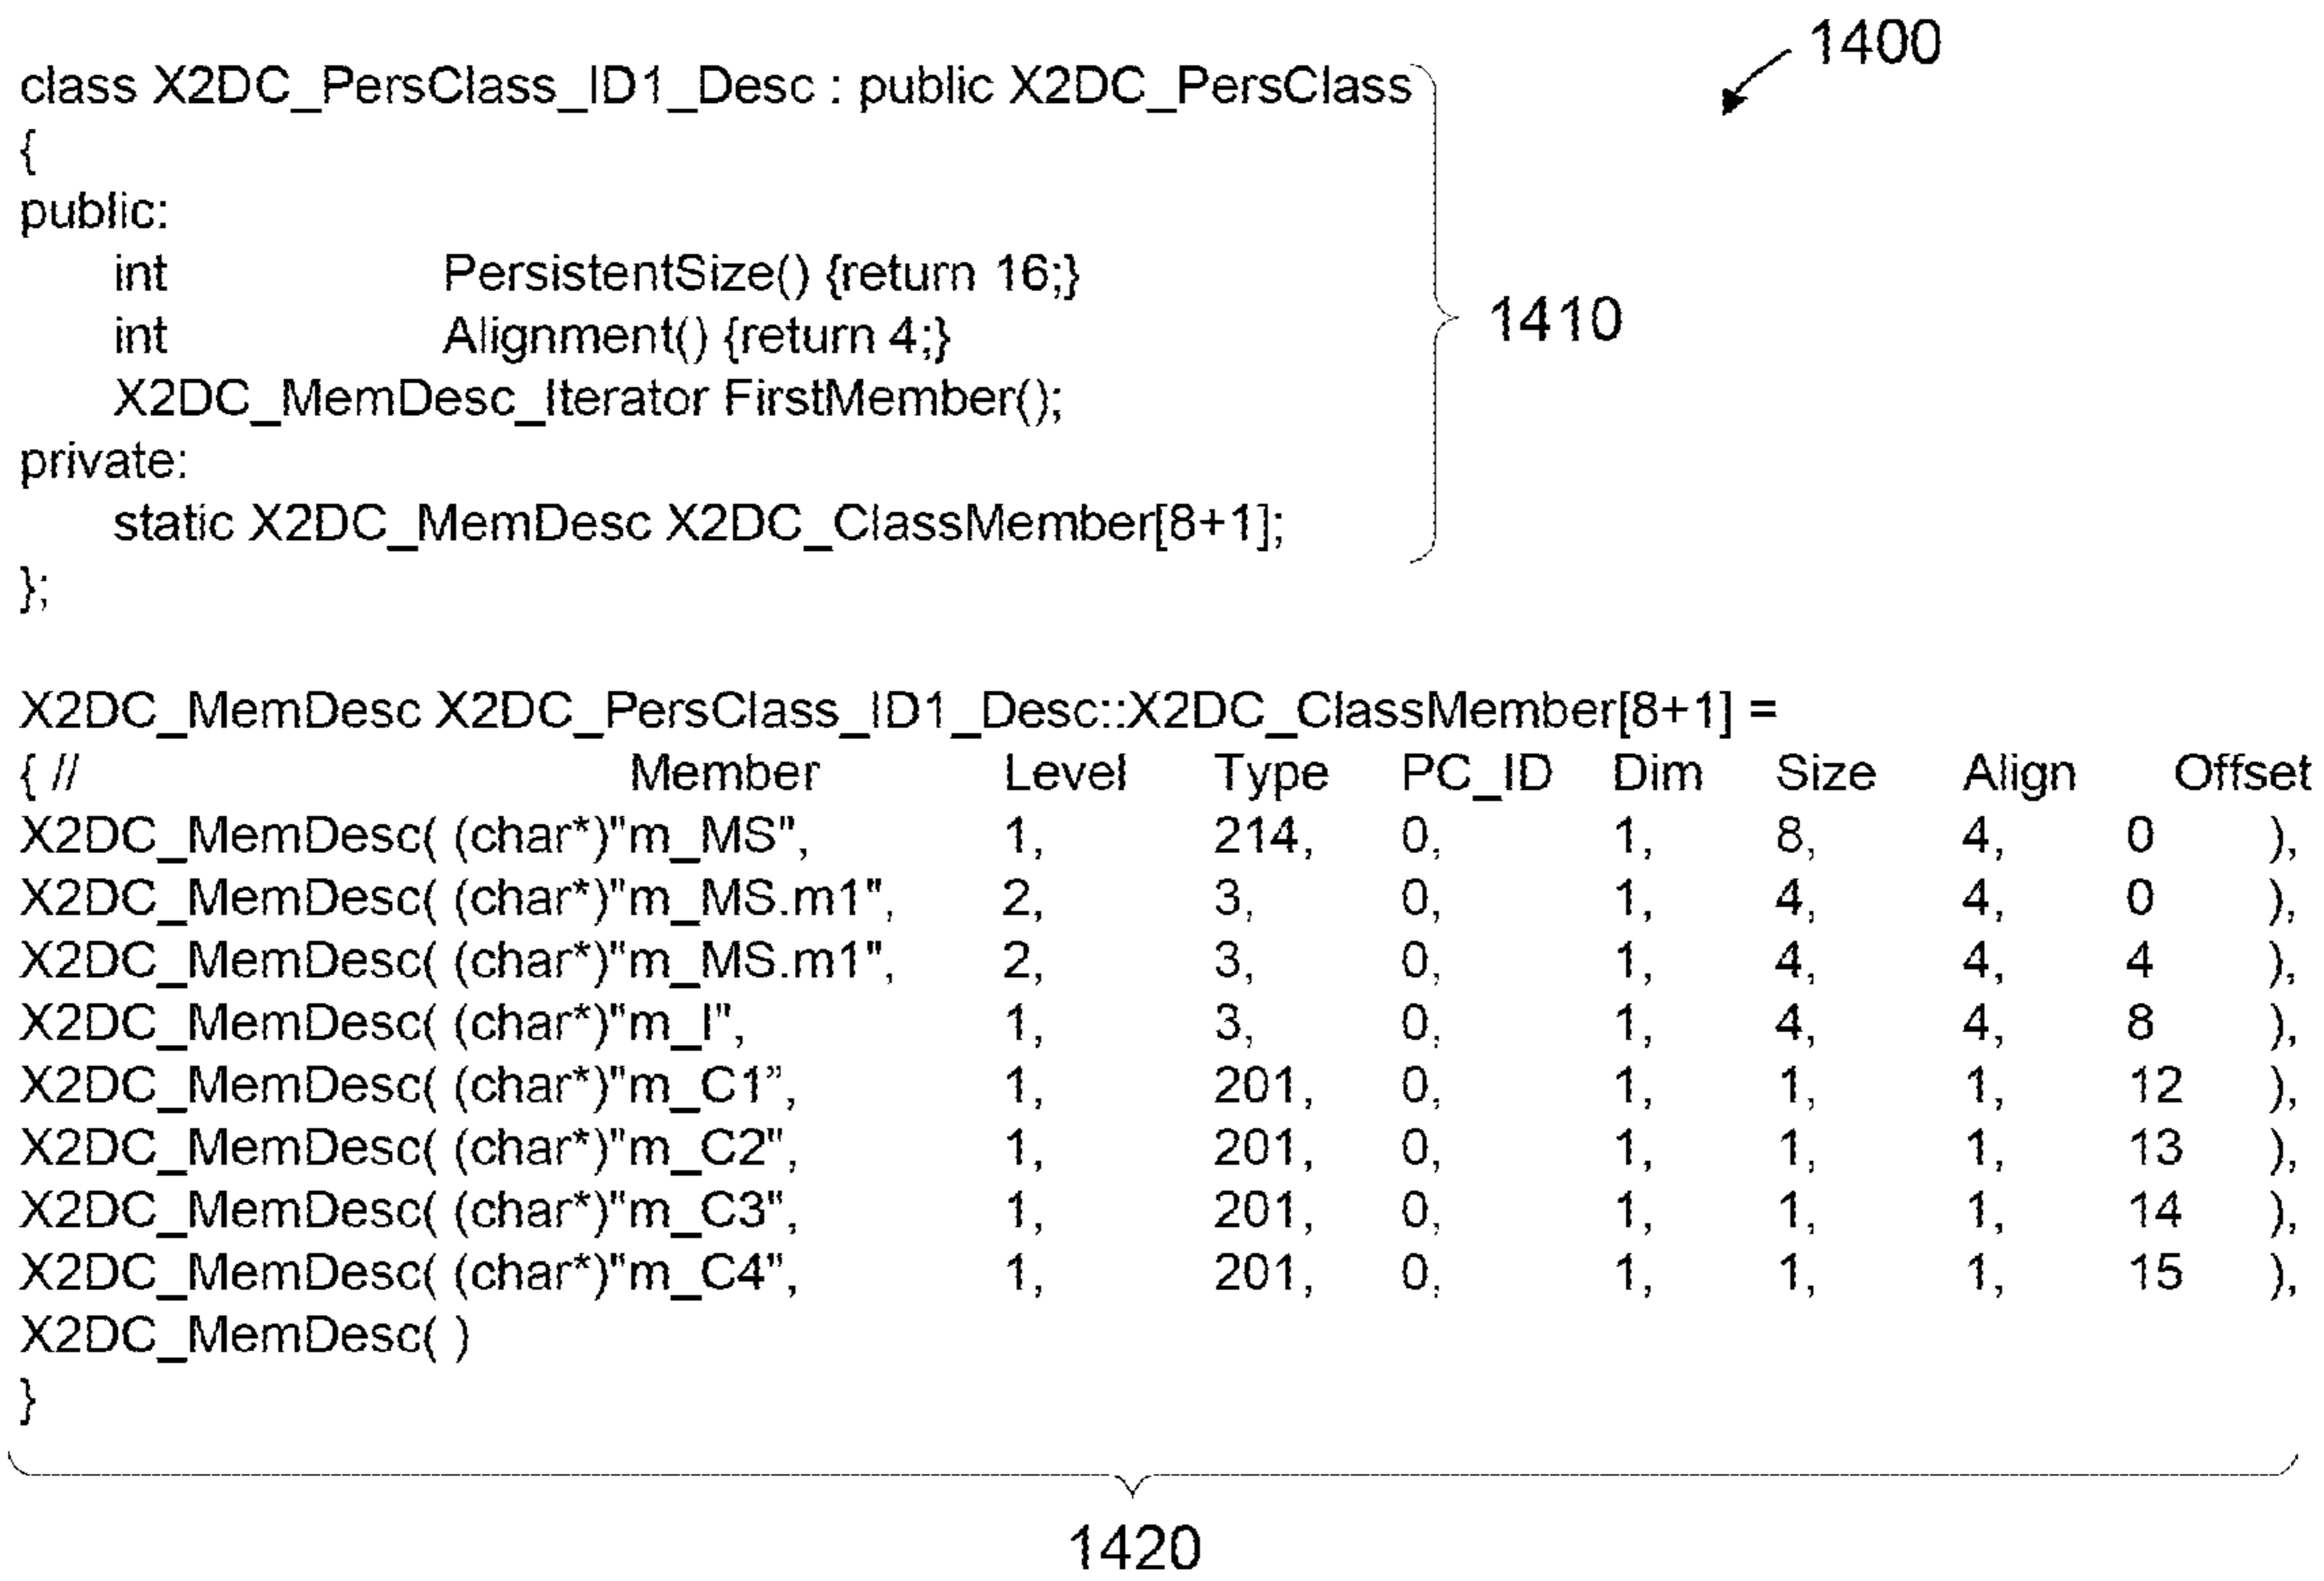 1400
class X2DC_PersClass_ID1_Desc : public X2DC_PersClass
{
public:
int PersistentSize() {return 16;}
int Alignment() {return 4;}
1410
X2DC_MemDesc_Iterator FirstMember();
private:
static X2DC_MemDesc X2DC_ClassMember[8+1];
};
X2DC_MemDesc X2DC_PersClass_ID1_Desc::X2DC_ClassMember[8+1] =
{ // Member Level Type PC_ID Dim Size Align Offset
X2DC_MemDesc( (char*)"m_MS", 1, 214, 0, 1, 8, 4, 0 ),
X2DC_MemDesc( (char*)"m_MS.m1", 2, 3, 0, 1, 4, 4, 0 ),
X2DC_MemDesc( (char*)"m_MS.m1", 2, 3, 0, 1, 4, 4, 4 ),
X2DC_MemDesc( (char*)"m_I", 1, 3, 0, 1, 4, 4, 8 ),
X2DC_MemDesc( (char*)"m_C1”, 1, 201, 0, 1, 1, 1, 12 ),
X2DC_MemDesc( (char*)"m_C2", 1, 201, 0, 1, 1, 1, 13 ),
X2DC_MemDesc( (char*)"m_C3", 1, 201, 0, 1, 1, 1, 14 ),
X2DC_MemDesc( (char*)"m_C4", 1, 201, 0, 1, 1, 1, 15 ),
X2DC_MemDesc( )
}
1420